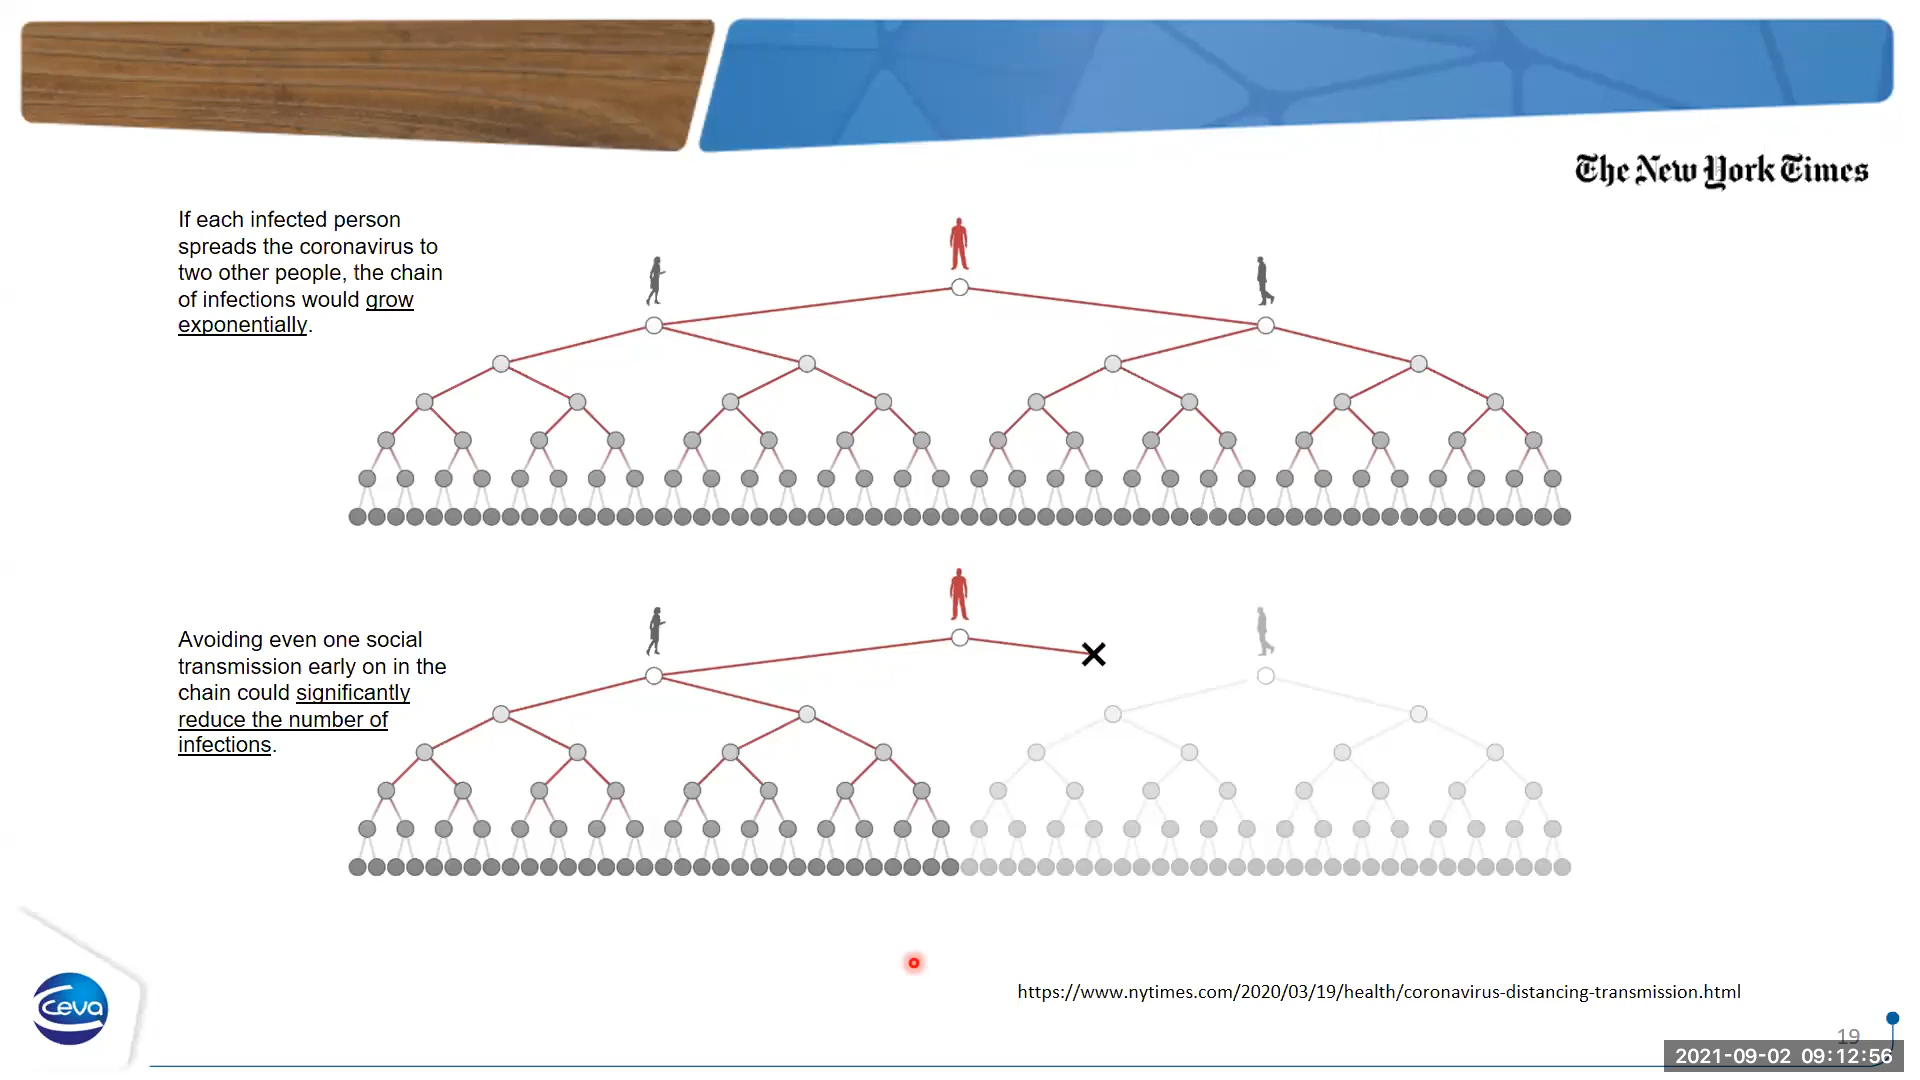 The New York Times
If each infected person
spreads the coronavirus to
two other people, the chain
of infections would grow
exponentially.
Avoiding even one social
transmission early on in the
chain could significantly
reduce the number of
infections.
https://www.nytimes.com/2020/03/19/health/coronavirus-distancing-transmission.html
ceva
19
2021-09-02 09:12:56